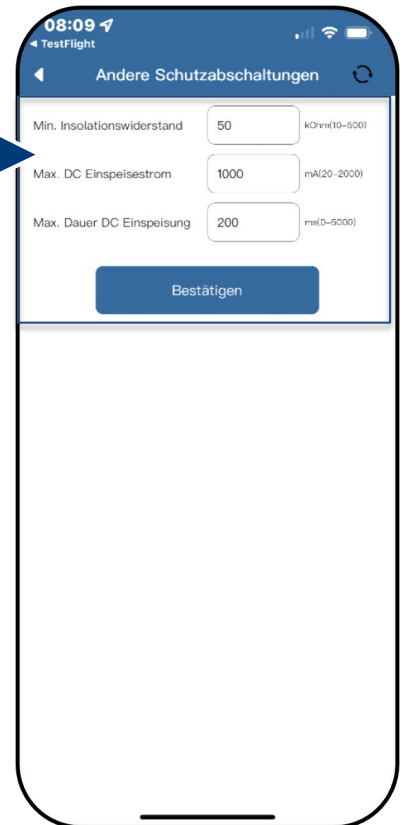 08:09
◀ TestFlight
Andere Schutzabschaltungen
Min. Insolationswiderstand 50 kOhm(10-600)
Max. DC Einspeisestrom 1000 mA(20-2000)
Max. Dauer DC Einspeisung 200 ms(0-5000)
Bestätigen